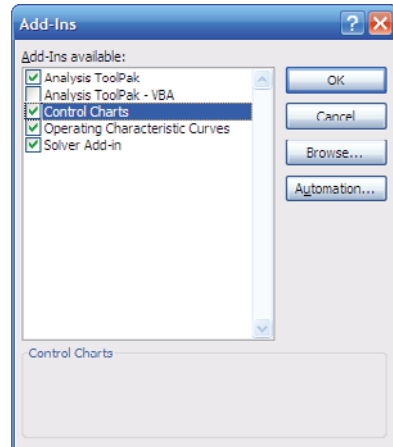 Add-Ins
Add-Ins available:
Analysis ToolPak
Analysis ToolPak - VBA
Control Charts
Operating Characteristic Curves
Solver Add-in
OK
Cancel
Browse...
Automation...
Control Charts